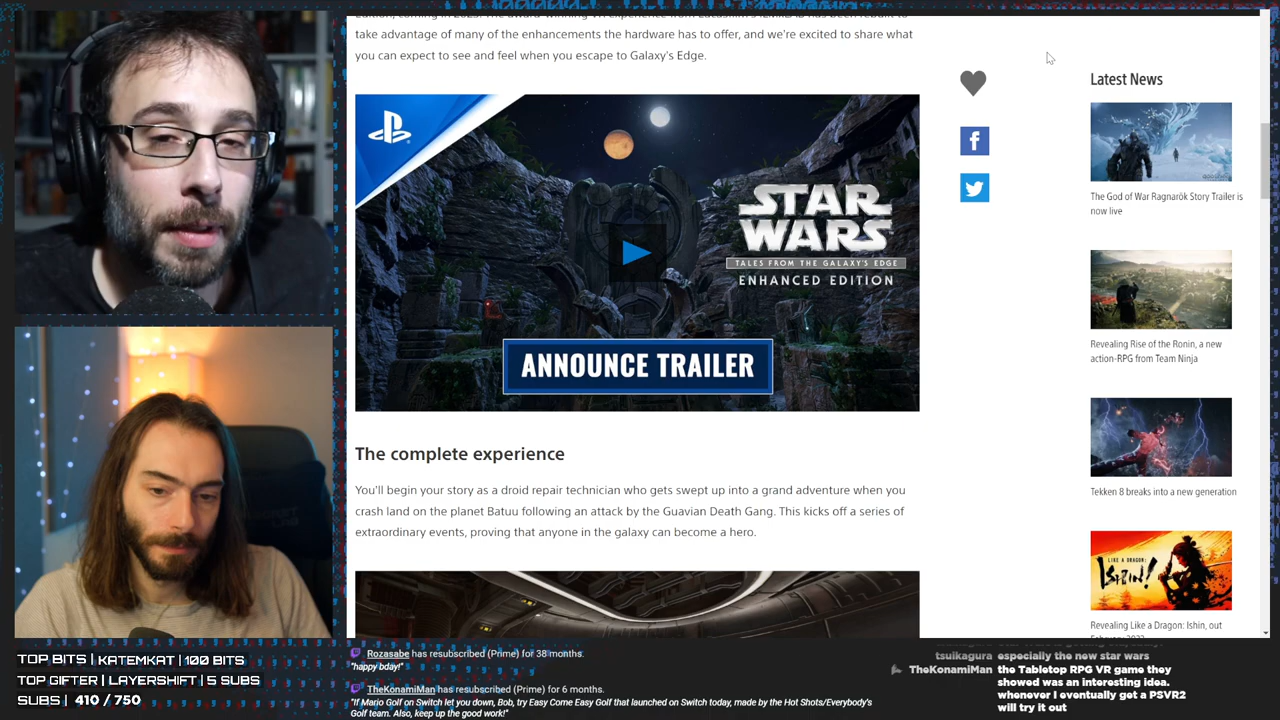 take advantage of many of the enhancements the hardware has to offer, and we're excited to share what
you can expect to see and feel when you escape to Galaxy's Edge.
STAR
WARS
TALES FROM THE GALAXY'S EDGE
ENHANCED EDITION
ANNOUNCE TRAILER
The complete experience
You'll begin your story as a droid repair technician who gets swept up into a grand adventure when you
crash land on the planet Batuu following an attack by the Guavian Death Gang. This kicks off a series of
extraordinary events, proving that anyone in the galaxy can become a hero.
Latest News
The God of War Ragnarök Story Trailer is
now live
Revealing Rise of the Ronin, a new
action-RPG from Team Ninja
Tekken 8 breaks into a new generation
LIKE A DRAGON:
ISHIN!
Revealing Like a Dragon: Ishin, out
TOP BITS | KATEMKAT | 100 BITS
TOP GIFTER | LAYERSHIFT | 5 SUBS
SUBS | 410 / 750
Rozasabe has resubscribed (Prime) for 38 months.
"happy bday!"
TheKonamiMan has resubscribed (Prime) for 6 months.
"If Mario Golf on Switch let you down, Bob, try Easy Come Easy Golf that launched on Switch today, made by the Hot Shots/Everybody's
Golf team. Also, keep up the good work!"
tsuikagura especially the new star wars
TheKonamiMan the Tabletop RPG VR game they
showed was an interesting idea.
whenever I eventually get a PSVR2
will try it out